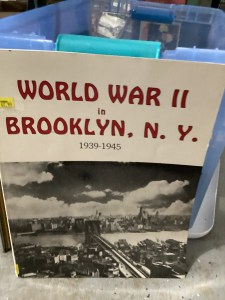 WORLD WAR II
in
BROOKLYN, N. Y.
1939-1945